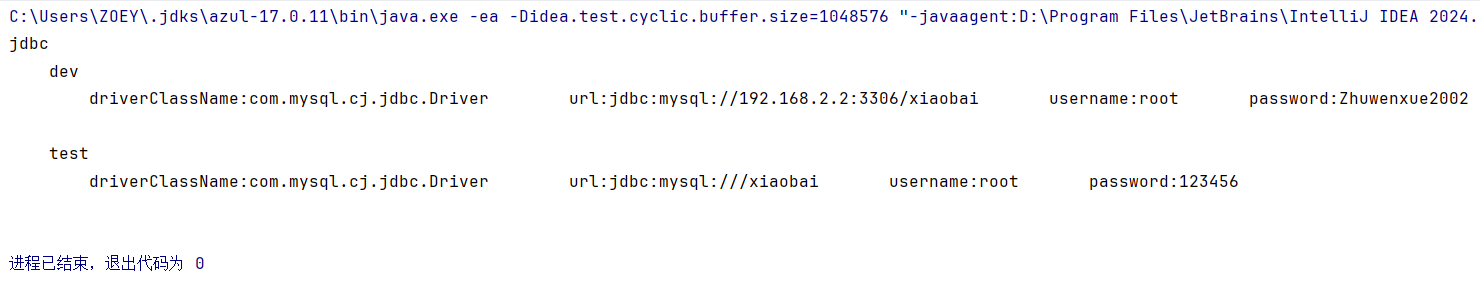 C:\Users\ZOEY\.jdks\azul-17.0.11\bin\java.exe -ea -Didea.test.cyclic.buffer.size=1048576 "-javaagent:D:\Program Files\JetBrains\IntelliJ IDEA 2024.
jdbc
dev
driverClassName:com.mysql.cj.jdbc.Driver url:jdbc:mysql://192.168.2.2:3306/xiaobai username:root password:Zhuwenxue2002
test
driverClassName:com.mysql.cj.jdbc.Driver url:jdbc:mysql:///xiaobai username:root password:123456
进程已结束，退出代码为 0